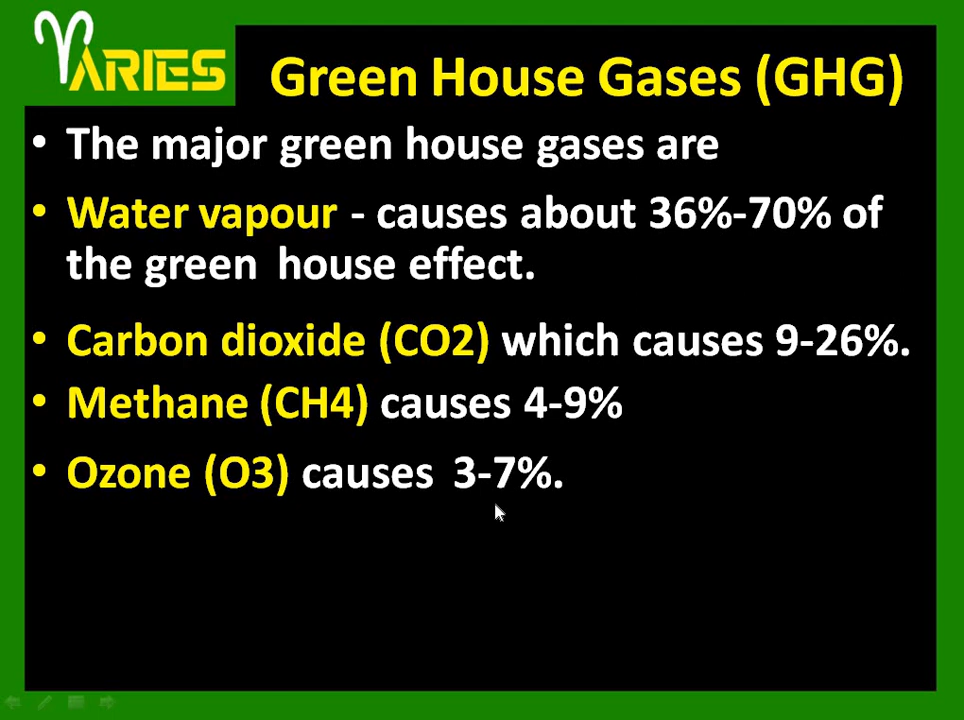 ARIES
Green House Gases (GHG)
• The major green house gases are
• Water vapour - causes about 36%-70% of
the green house effect.
• Carbon dioxide (CO2) which causes 9-26%.
• Methane (CH4) causes 4-9%
• Ozone (O3) causes 3-7%.